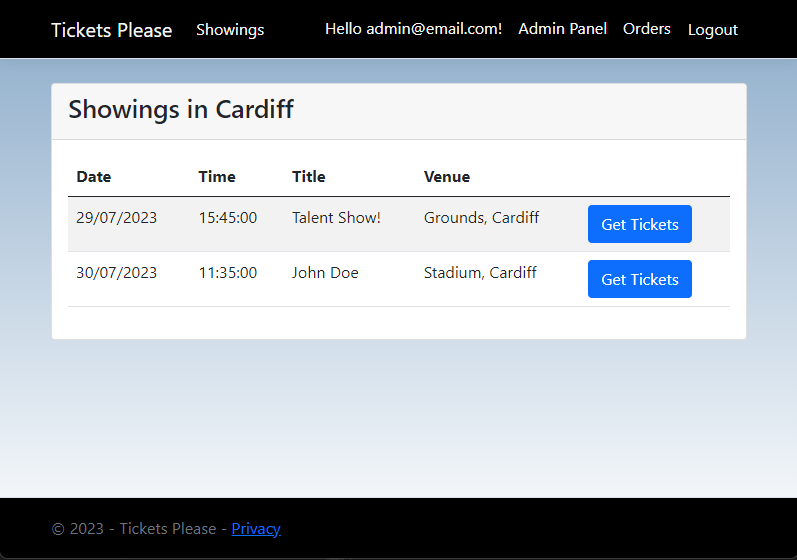 Tickets Please Showings Hello admin@email.com! Admin Panel Orders Logout
Showings in Cardiff
Date Time Title Venue
29/07/2023 15:45:00 Talent Show! Grounds, Cardiff Get Tickets
30/07/2023 11:35:00 John Doe Stadium, Cardiff Get Tickets
© 2023 - Tickets Please - Privacy